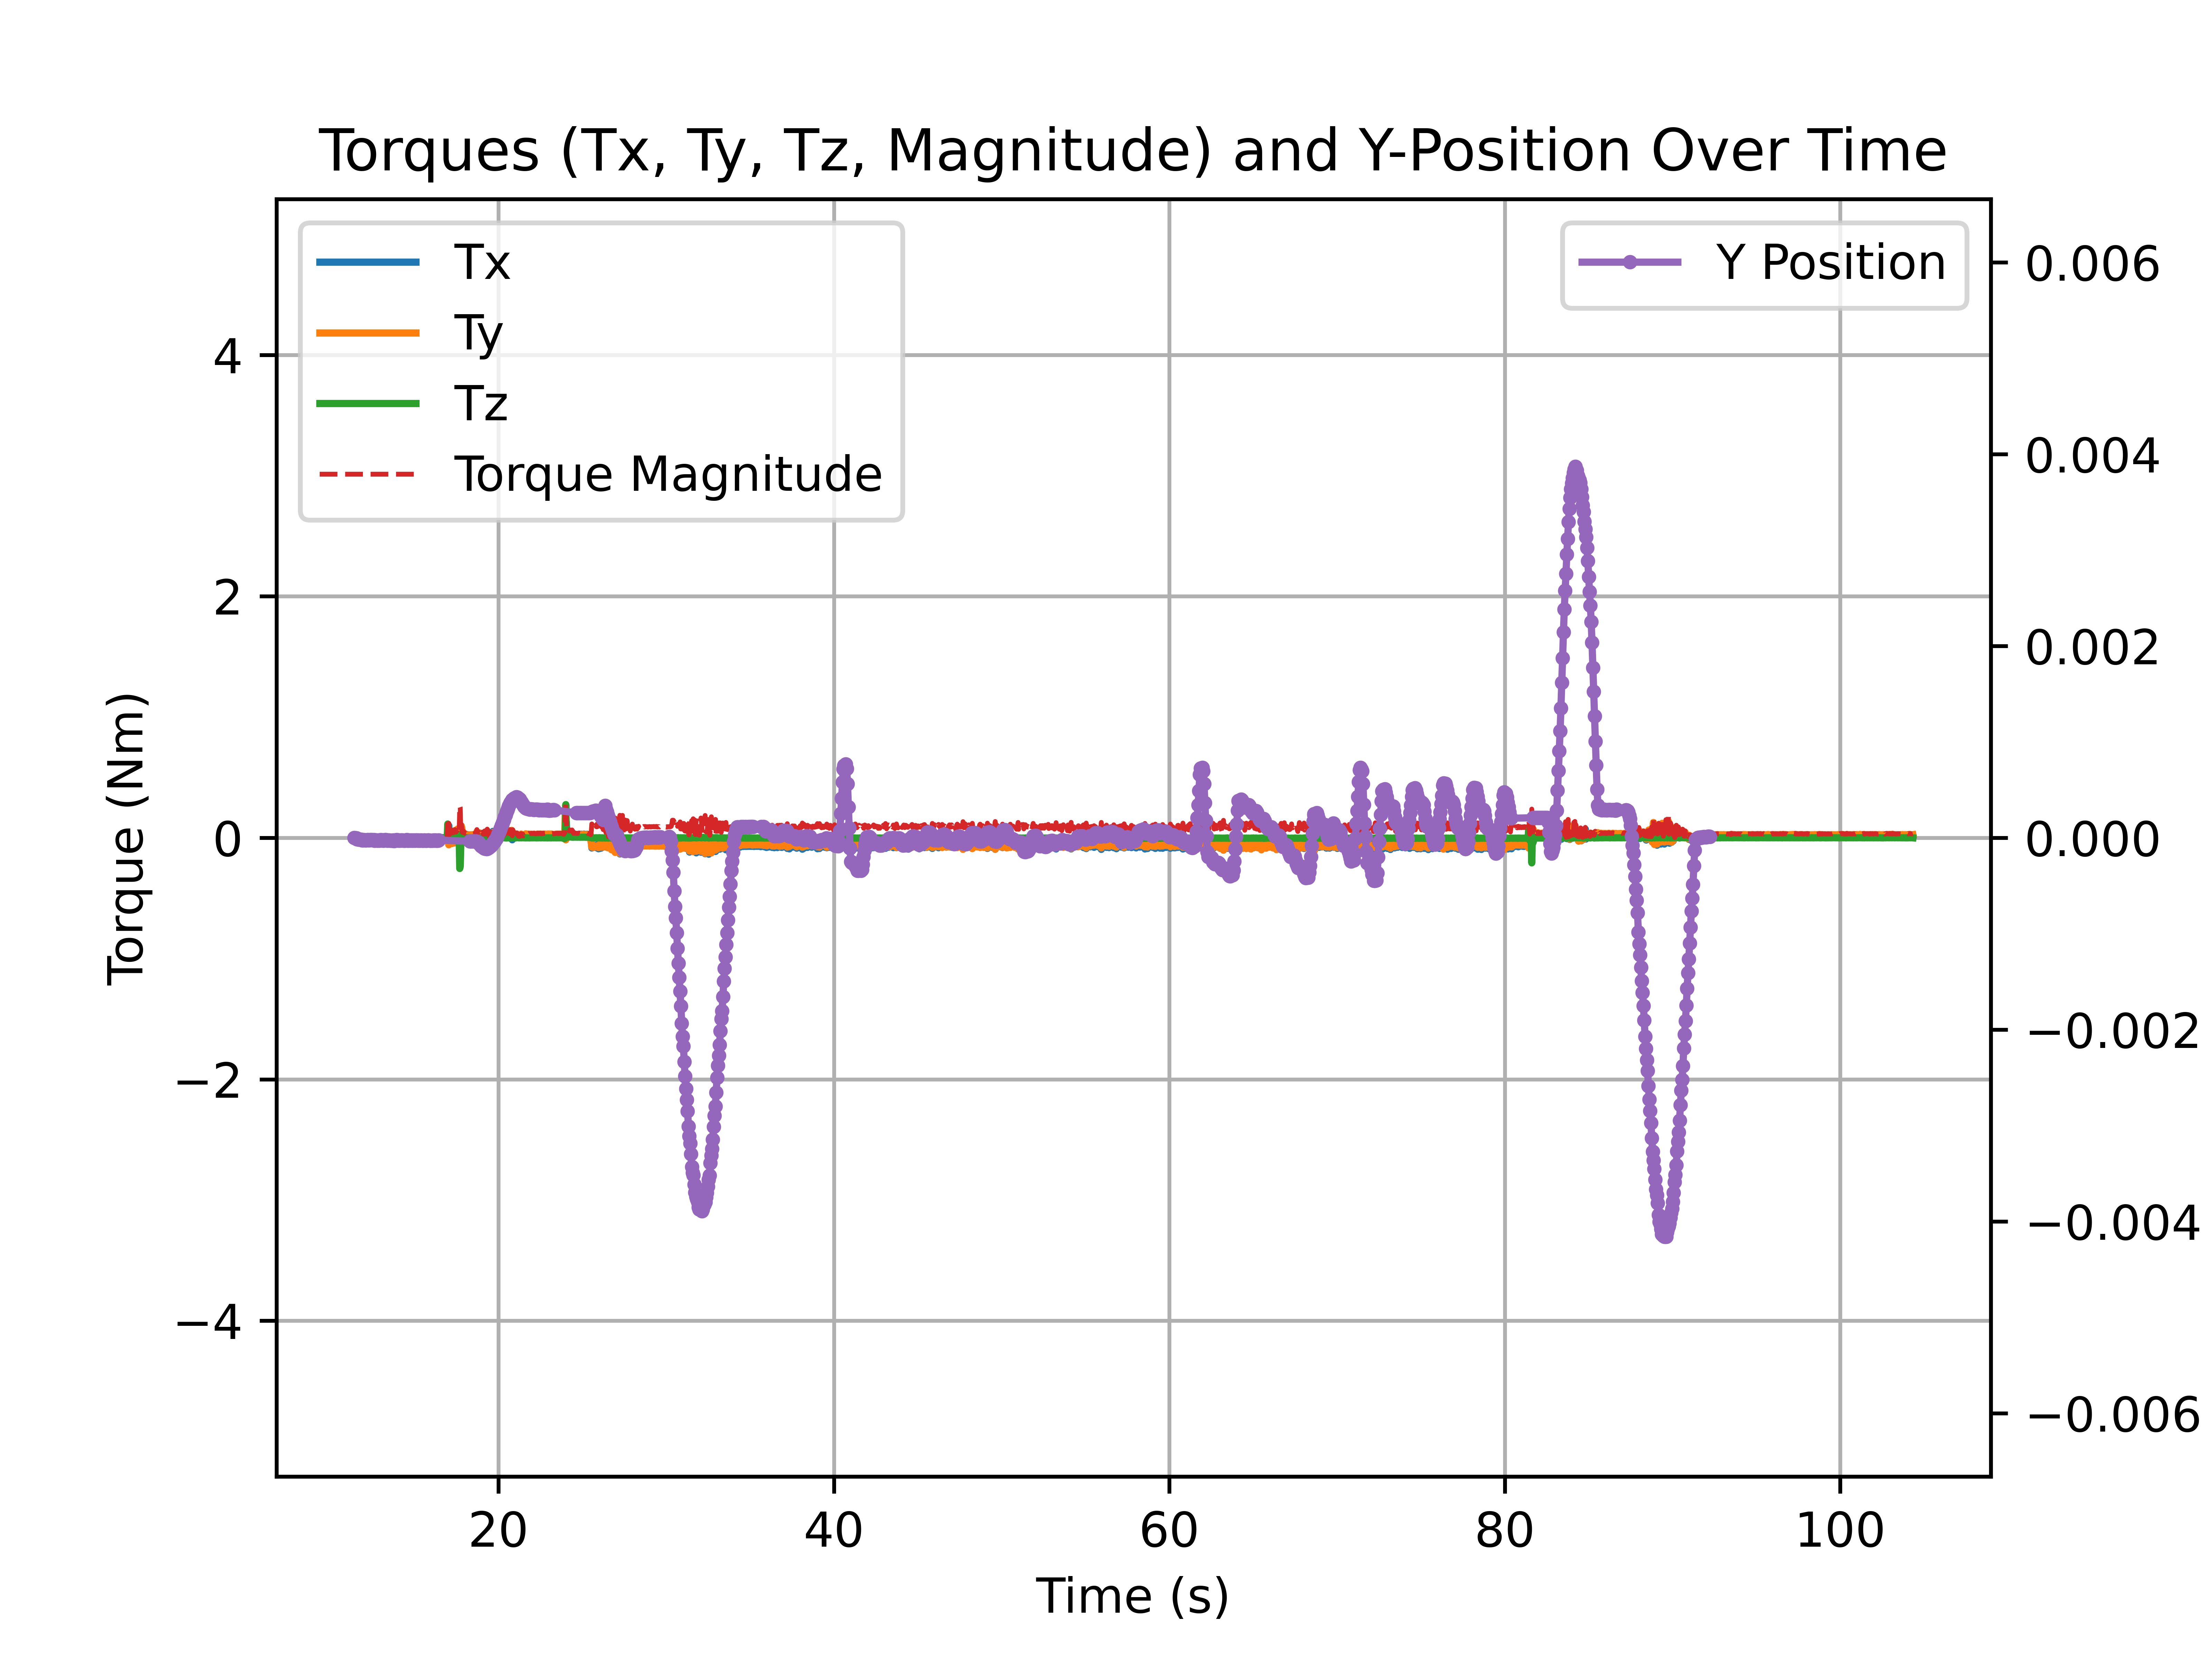 Torques (Tx, Ty, Tz, Magnitude) and Y-Position Over Time
Tx
Ty
Tz
Torque Magnitude
Y Position
4
2
0
−2
−4
Torque (Nm)
0.006
0.004
0.002
0.000
−0.002
−0.004
−0.006
20
40
60
80
100
Time (s)